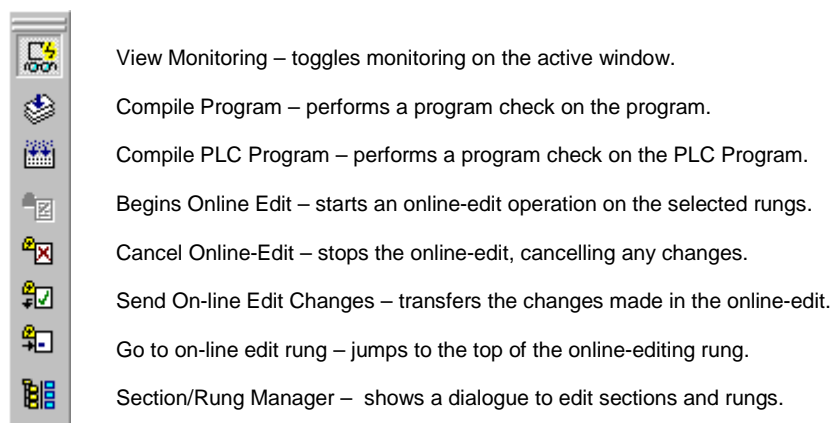 View Monitoring – toggles monitoring on the active window.
Compile Program – performs a program check on the program.
Compile PLC Program – performs a program check on the PLC Program.
Begins Online Edit – starts an online-edit operation on the selected rungs.
Cancel Online-Edit – stops the online-edit, cancelling any changes.
Send On-line Edit Changes – transfers the changes made in the online-edit.
Go to on-line edit rung – jumps to the top of the online-editing rung.
Section/Rung Manager – shows a dialogue to edit sections and rungs.